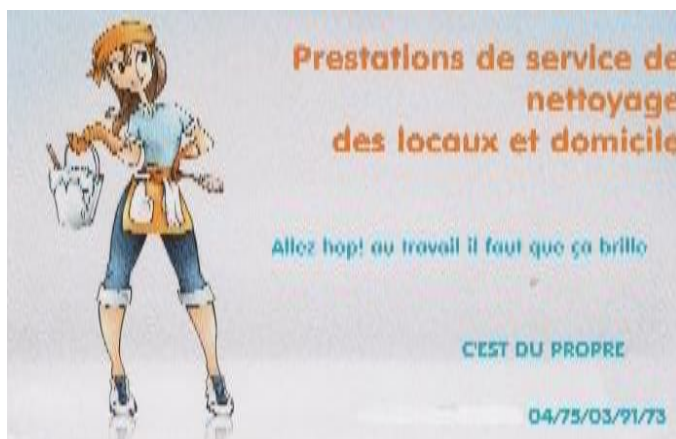 Prestations de service de
nettoyage
des locaux et domicile
Allez hop! au travail il faut que ça brille
C'EST DU PROPRE
04/75/03/91/73